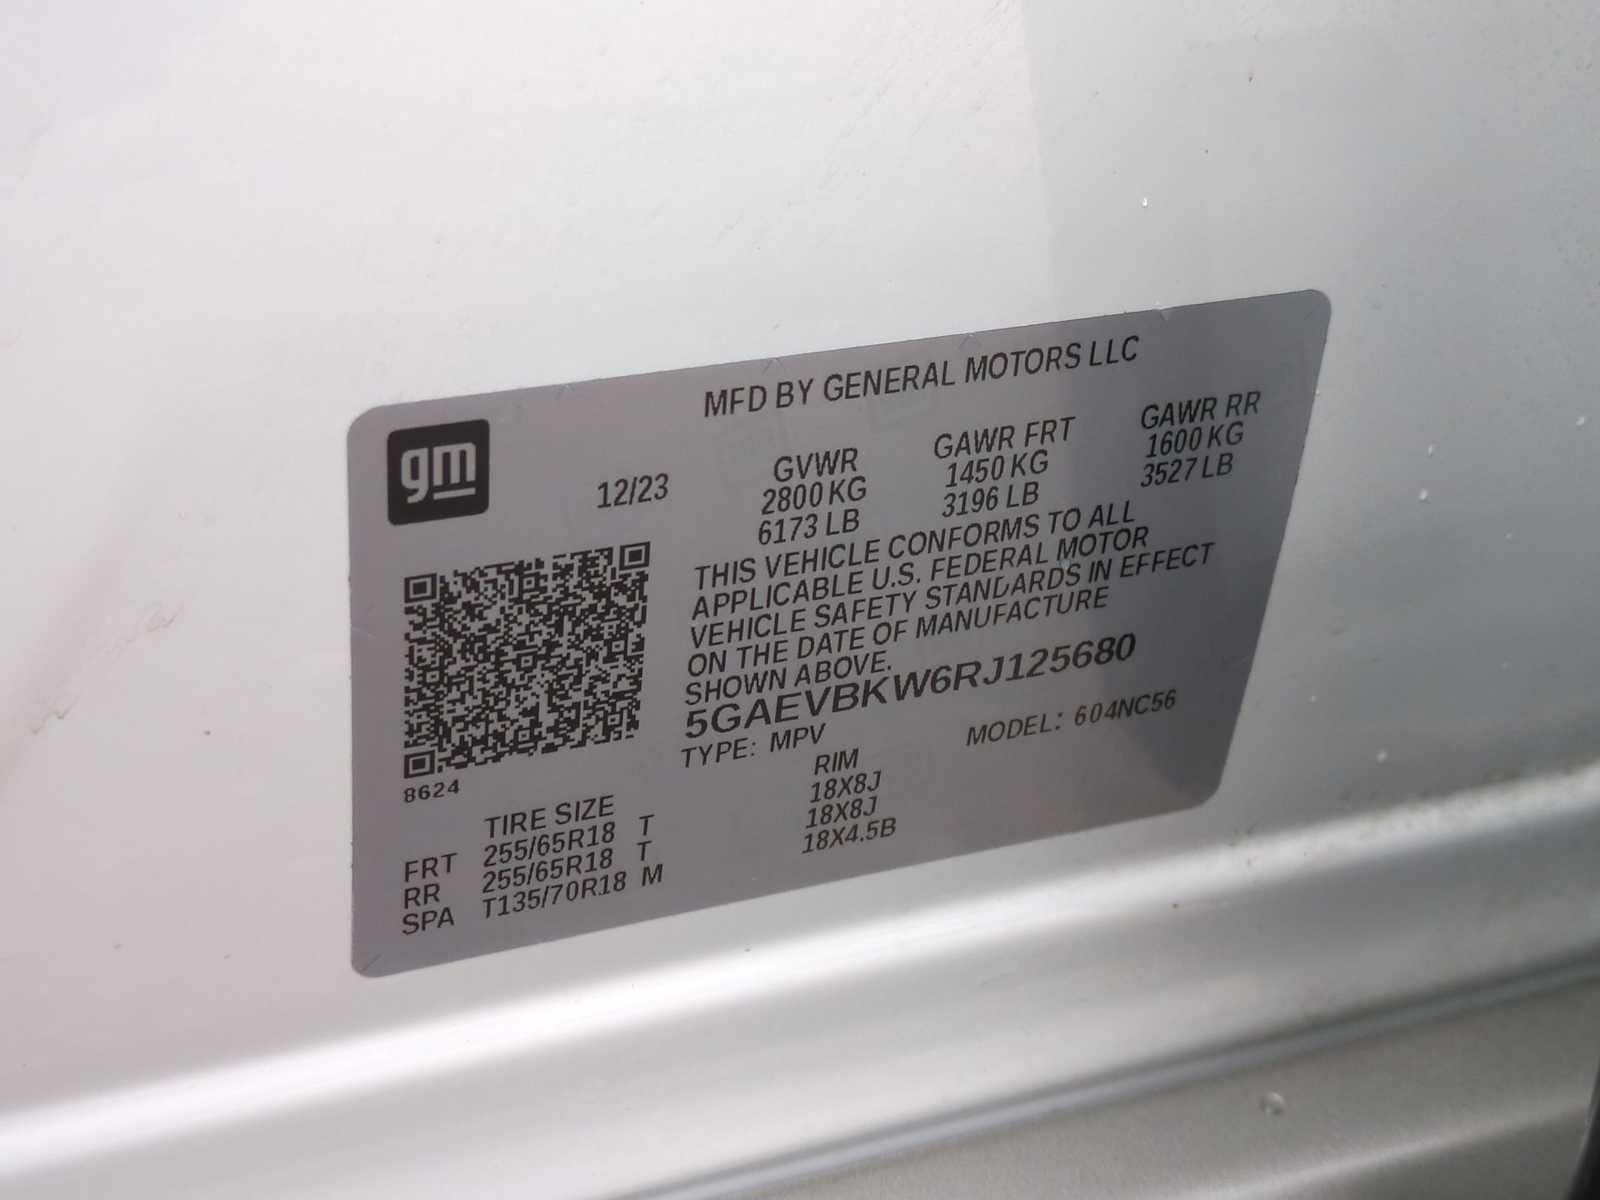 MFD BY GENERAL MOTORS LLC
gm
12/23
GVWR GAWR FRT GAWR RR
2800 KG 1450 KG 1600 KG
6173 LB 3196 LB 3527 LB
THIS VEHICLE CONFORMS TO ALL
APPLICABLE U.S. FEDERAL MOTOR
VEHICLE SAFETY STANDARDS IN EFFECT
ON THE DATE OF MANUFACTURE
SHOWN ABOVE.
5GAEVBKW6RJ125680
TYPE: MPV MODEL: 604NC56
8624
TIRE SIZE RIM
FRT 255/65R18 T 18X8J
RR 255/65R18 T 18X8J
SPA T135/70R18 M 18X4.5B